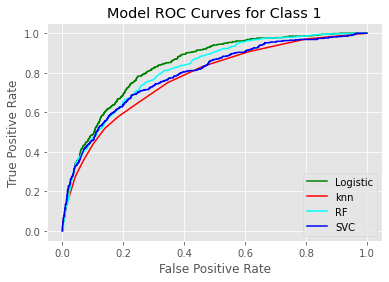 Model ROC Curves for Class 1
True Positive Rate
1.0
0.8
0.6
0.4
0.2
0.0
Logistic
knn
RF
SVC
0.0 0.2 0.4 0.6 0.8 1.0
False Positive Rate